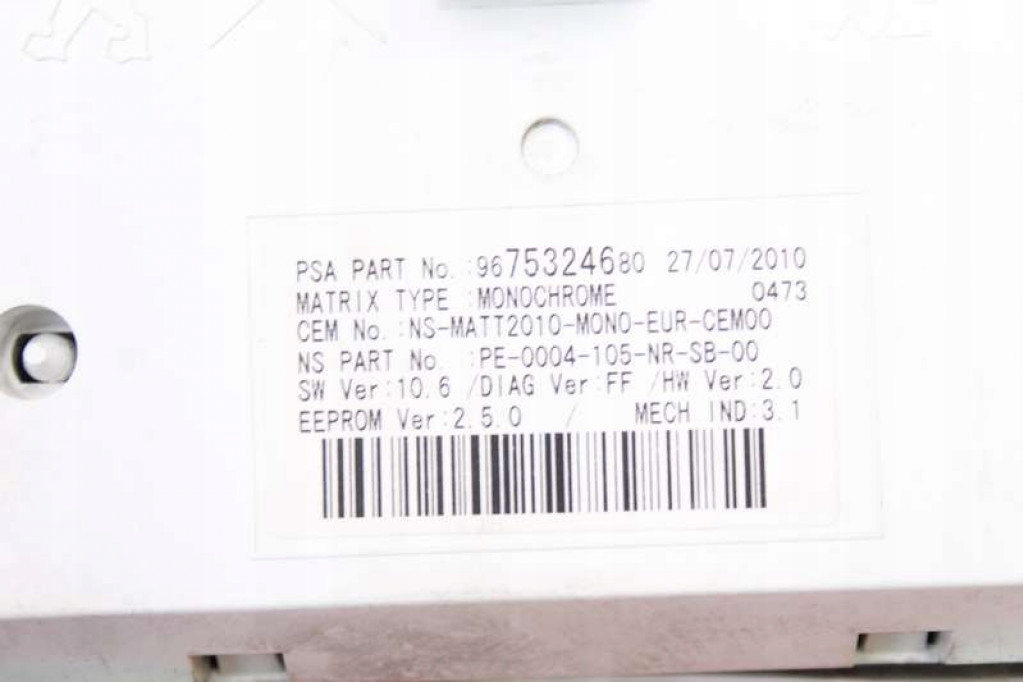 PSA PART No. :9675324680 27/07/2010
MATRIX TYPE :MONOCHROME 0473
CEM No. :NS-MATT2010-MONO-EUR-CEM00
NS PART No. :PE-0004-105-NR-SB-00
SW Ver:10.6 /DIAG Ver:FF /HW Ver:2.0
EEPROM Ver:2.5.0 / MECH IND:3.1